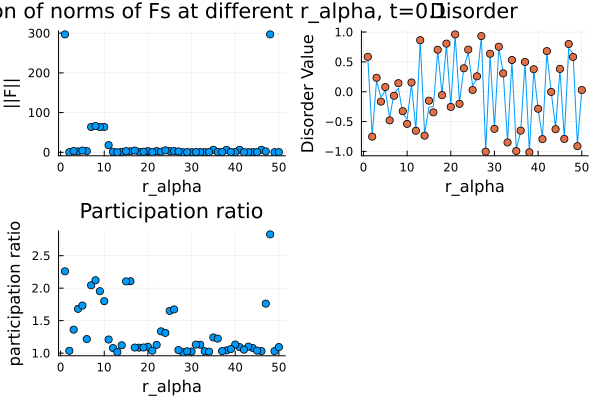 on of norms of Fs at different r_alpha, t=0.1
Disorder
||F||
300
200
100
0
0 10 20 30 40 50
r_alpha
Disorder Value
1.0
0.5
0.0
−0.5
−1.0
0 10 20 30 40 50
r_alpha
Participation ratio
participation ratio
2.5
2.0
1.5
1.0
0 10 20 30 40 50
r_alpha